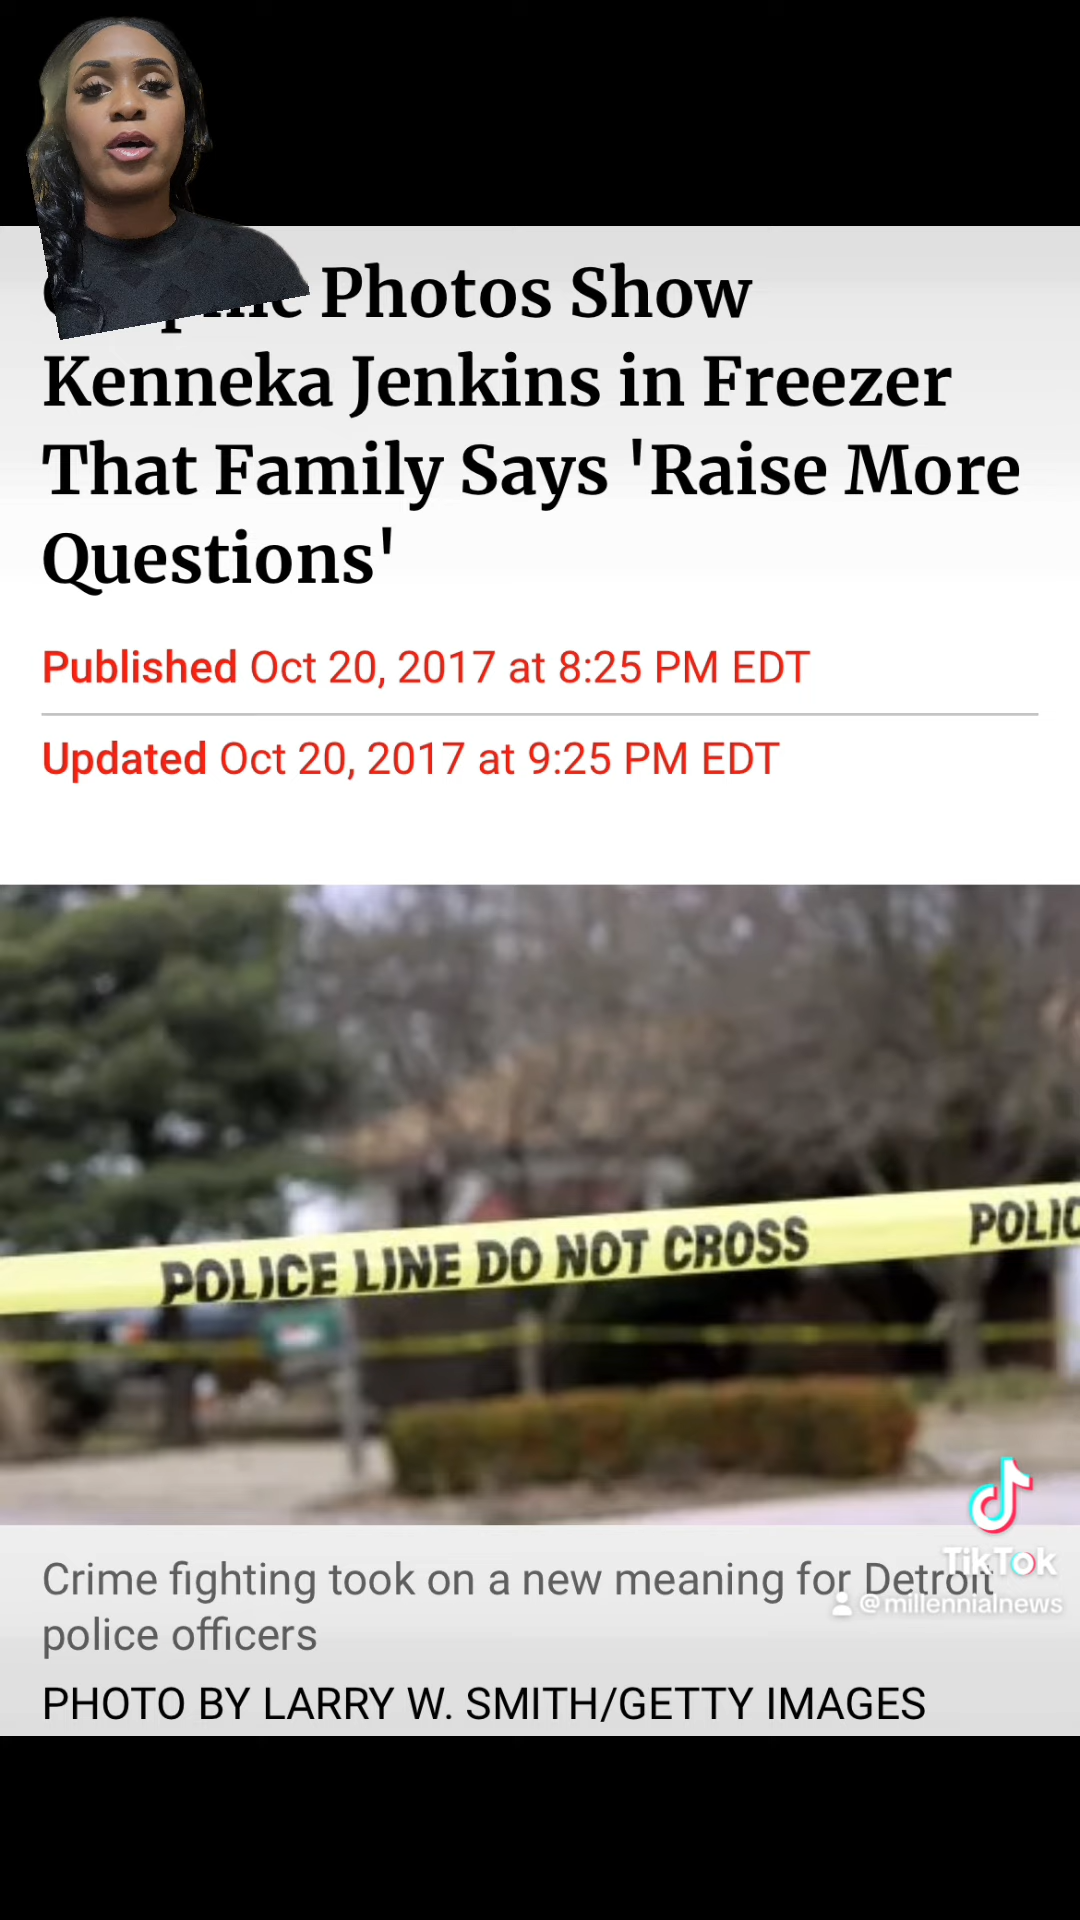 Photos Show
Kenneka Jenkins in Freezer
That Family Says 'Raise More
Questions'
Published Oct 20, 2017 at 8:25 PM EDT
Updated Oct 20, 2017 at 9:25 PM EDT
POLICE LINE DO NOT CROSS POLIC
TikTok
Crime fighting took on a new meaning for Detroit
@millennialnews
police officers
PHOTO BY LARRY W. SMITH/GETTY IMAGES